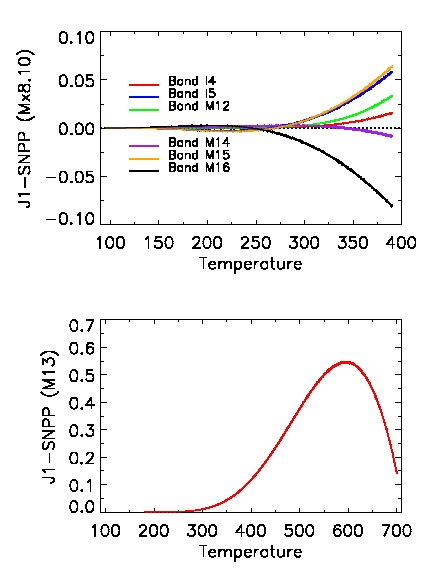 J1-SNPP (Mx8.10)
0.10
0.05
0.00
-0.05
-0.10
Band I4
Band I5
Band M12
Band M14
Band M15
Band M16
100 150 200 250 300 350 400
Temperature
J1-SNPP (M13)
0.7
0.6
0.5
0.4
0.3
0.2
0.1
0.0
100 200 300 400 500 600 700
Temperature